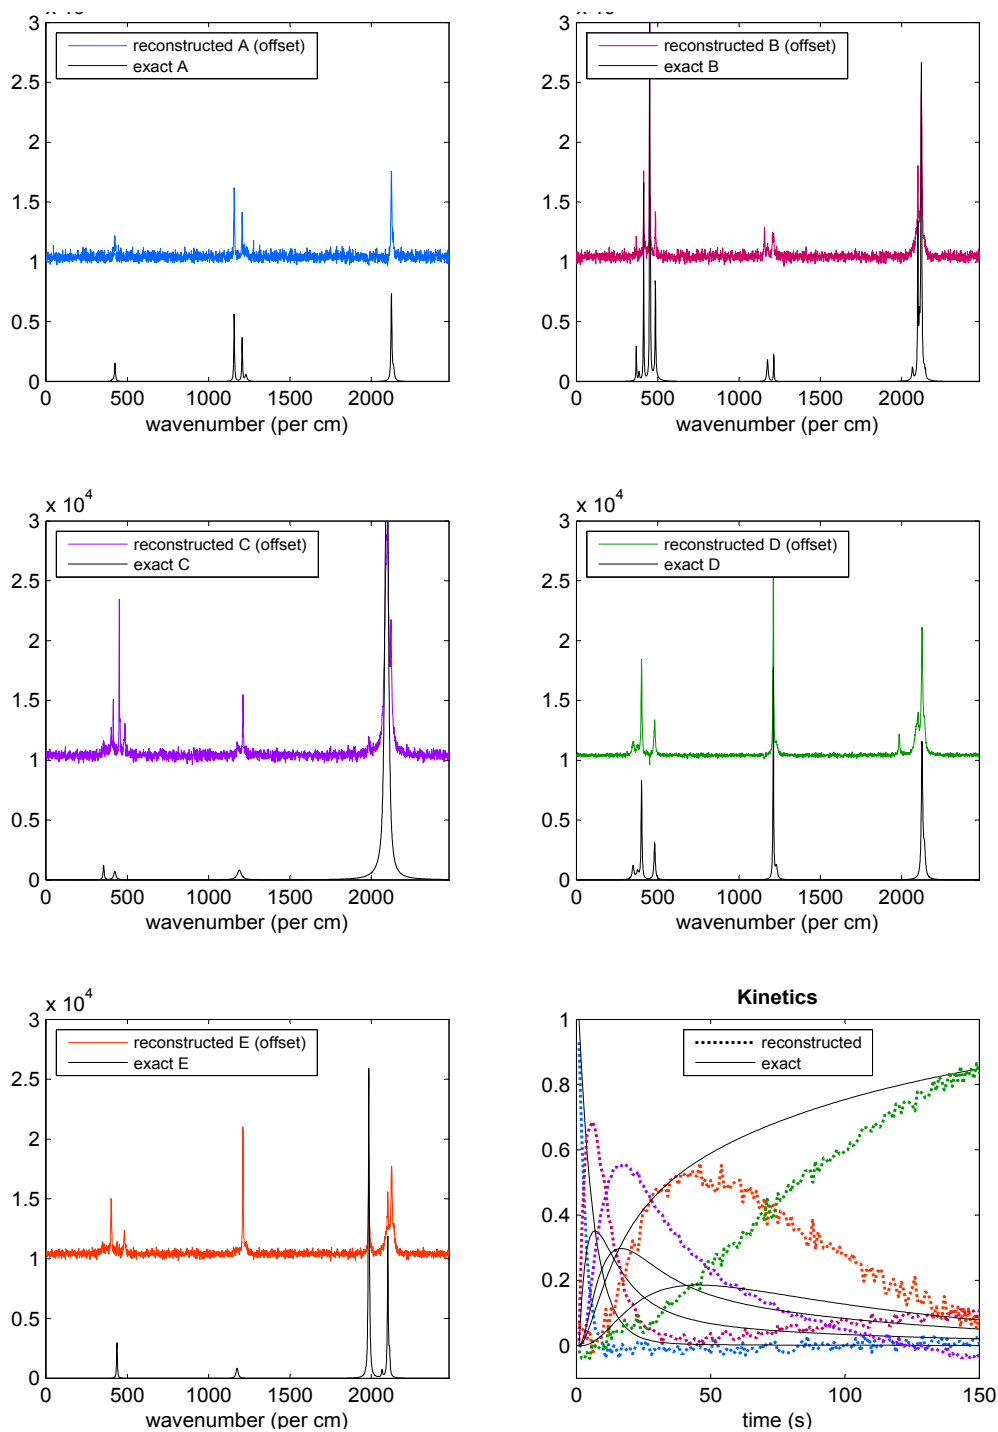 3
reconstructed A (offset)
exact A
2.5
2
1.5
1
0.5
0
0 500 1000 1500 2000
wavenumber (per cm)
3
reconstructed B (offset)
exact B
2.5
2
1.5
1
0.5
0
0 500 1000 1500 2000
wavenumber (per cm)
x 10^4
3
reconstructed C (offset)
exact C
2.5
2
1.5
1
0.5
0
0 500 1000 1500 2000
wavenumber (per cm)
x 10^4
3
reconstructed D (offset)
exact D
2.5
2
1.5
1
0.5
0
0 500 1000 1500 2000
wavenumber (per cm)
x 10^4
3
reconstructed E (offset)
exact E
2.5
2
1.5
1
0.5
0
0 500 1000 1500 2000
wavenumber (per cm)
Kinetics
1
reconstructed
exact
0.8
0.6
0.4
0.2
0
0 50 100 150
time (s)